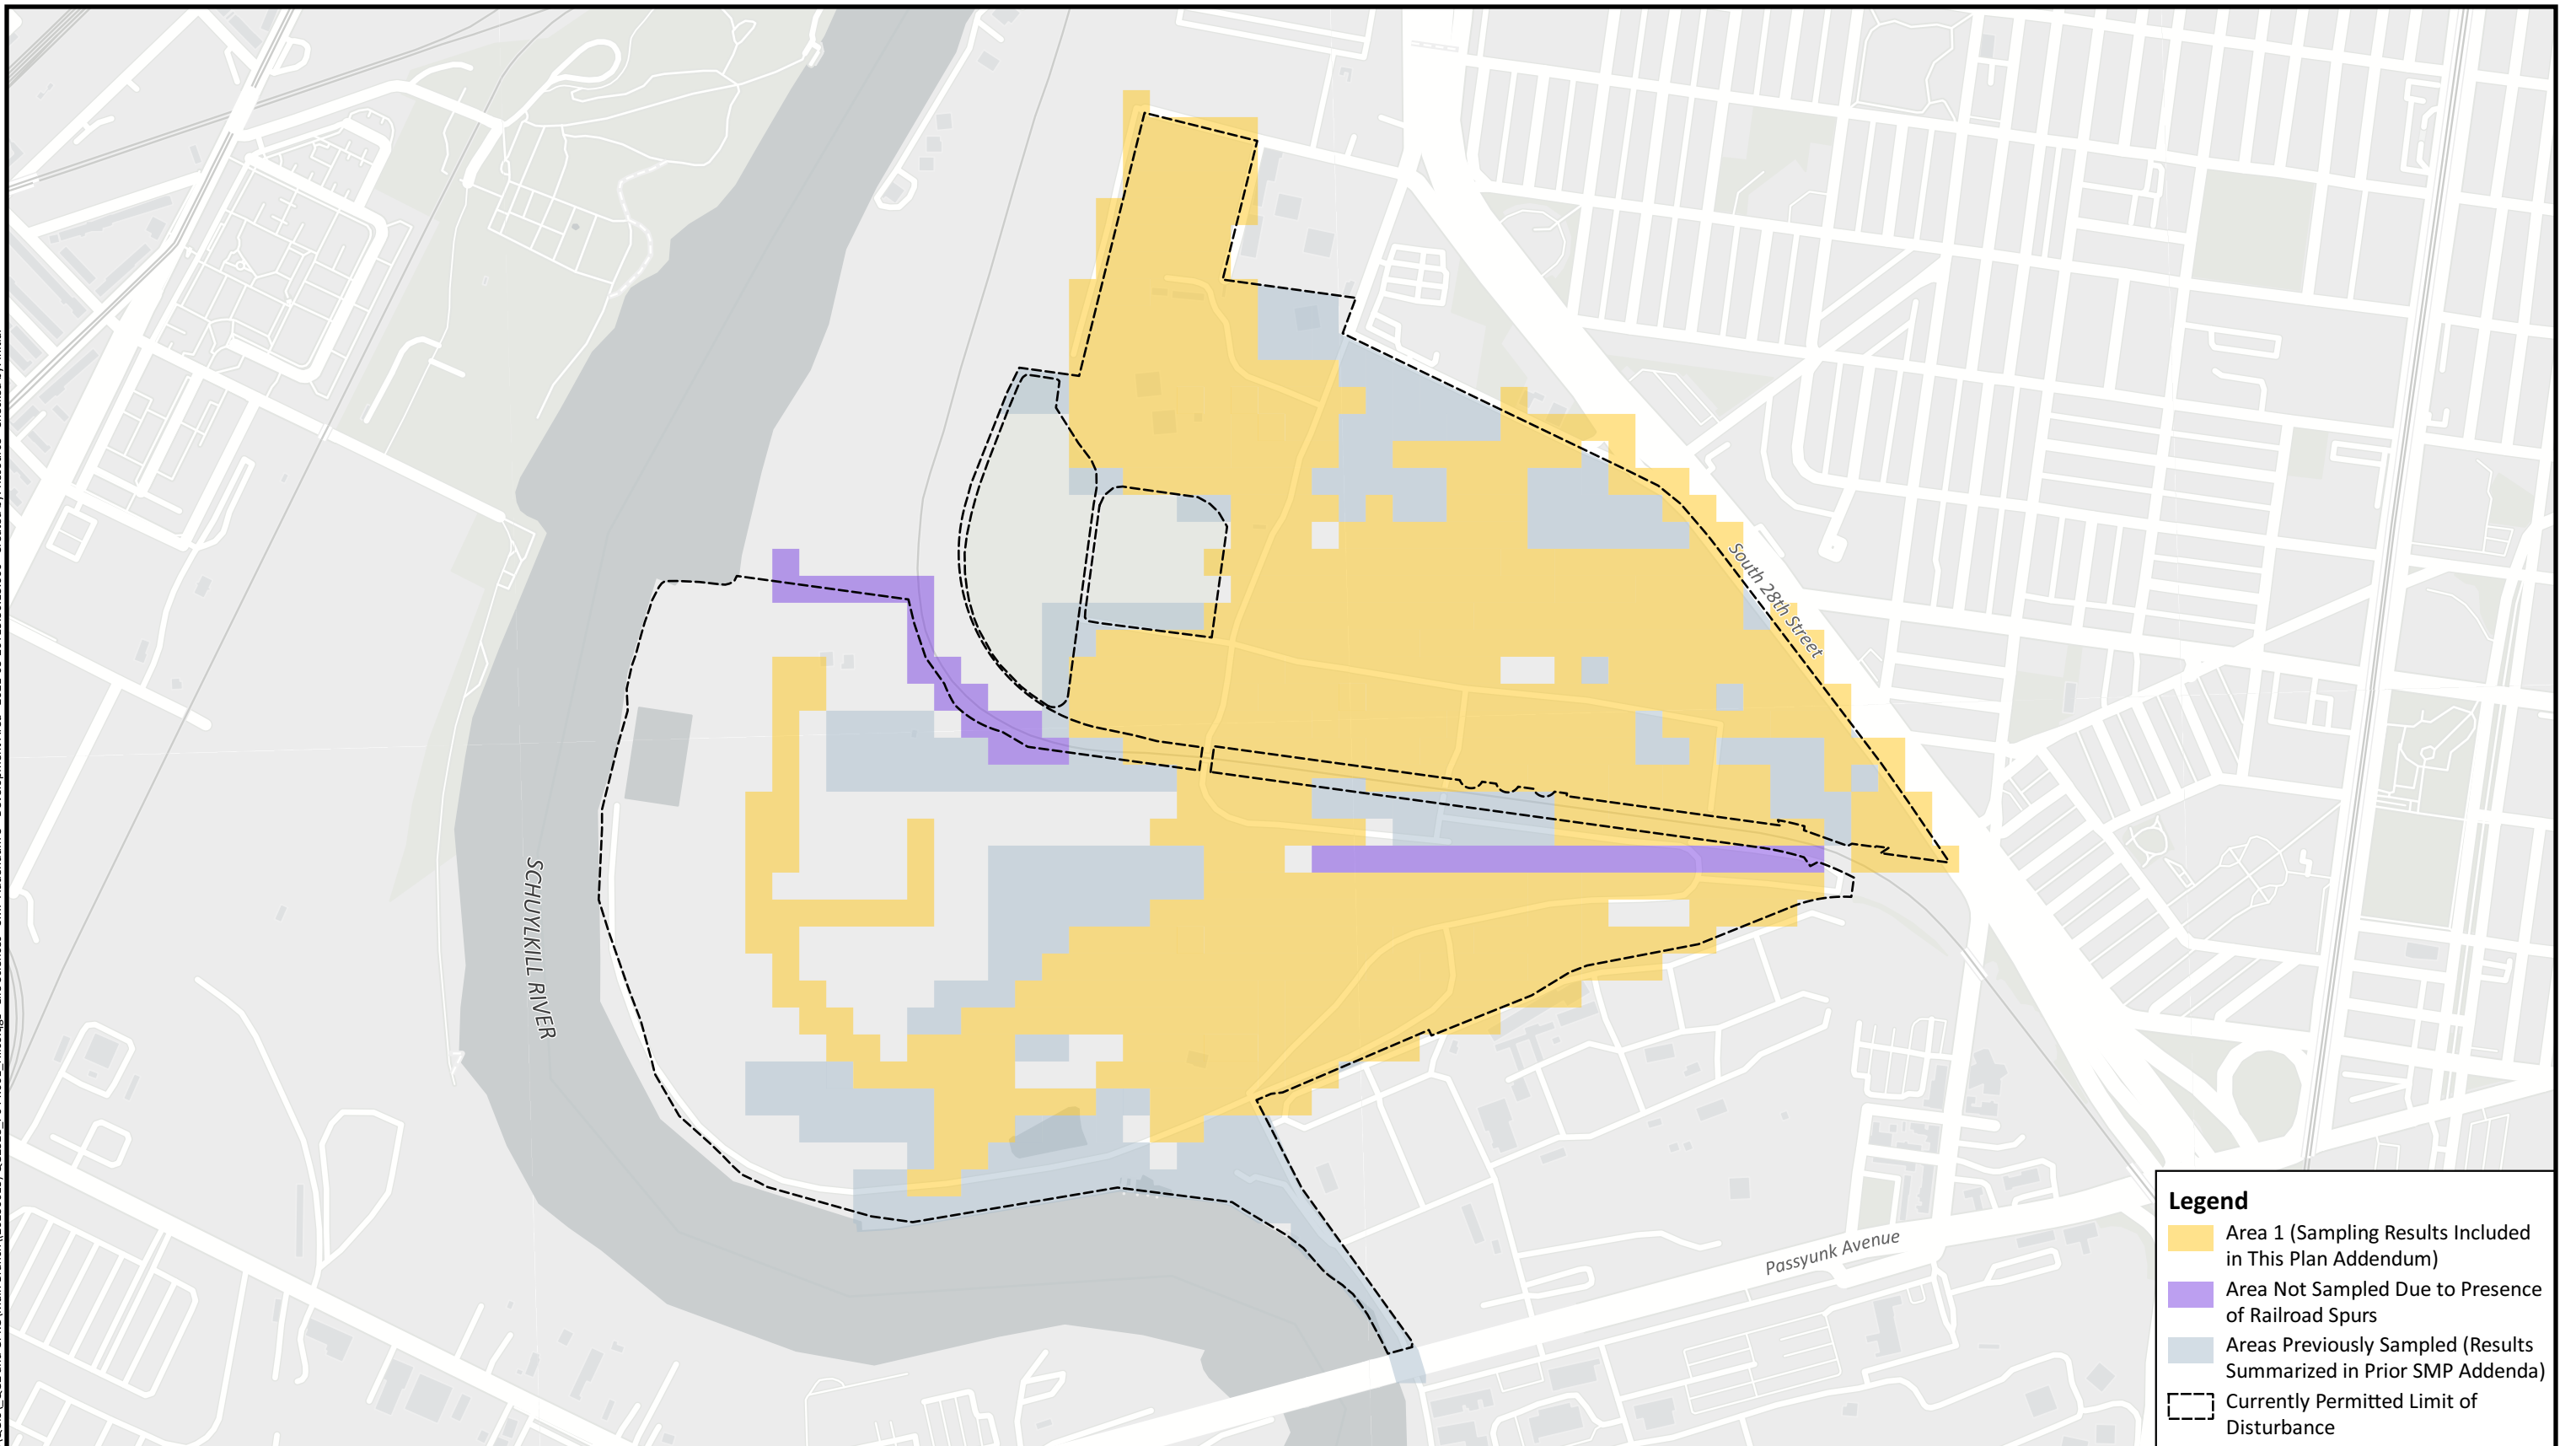 South 28th Street
SCHUYLKILL RIVER
Passyunk Avenue
Legend
Area 1 (Sampling Results Included
in This Plan Addendum)
Area Not Sampled Due to Presence
of Railroad Spurs
Areas Previously Sampled (Results
Summarized in Prior SMP Addenda)
Currently Permitted Limit of
Disturbance